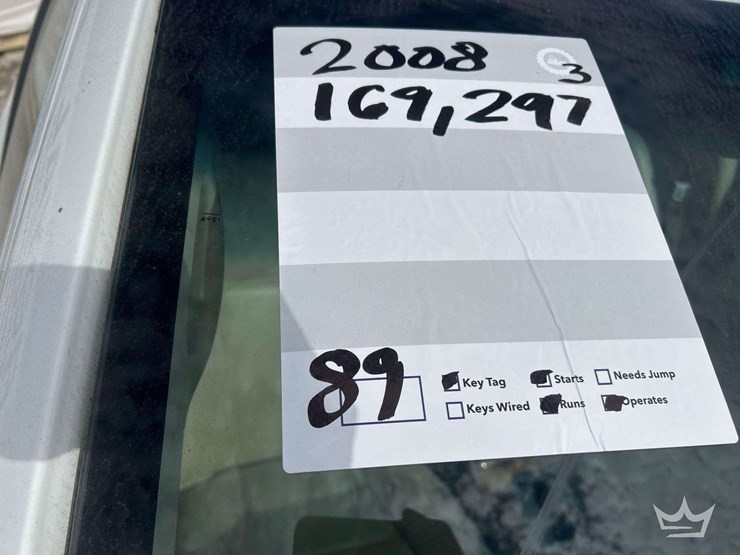 2008
3
169,297
89
Key Tag Starts Needs Jump
Keys Wired Runs Operates